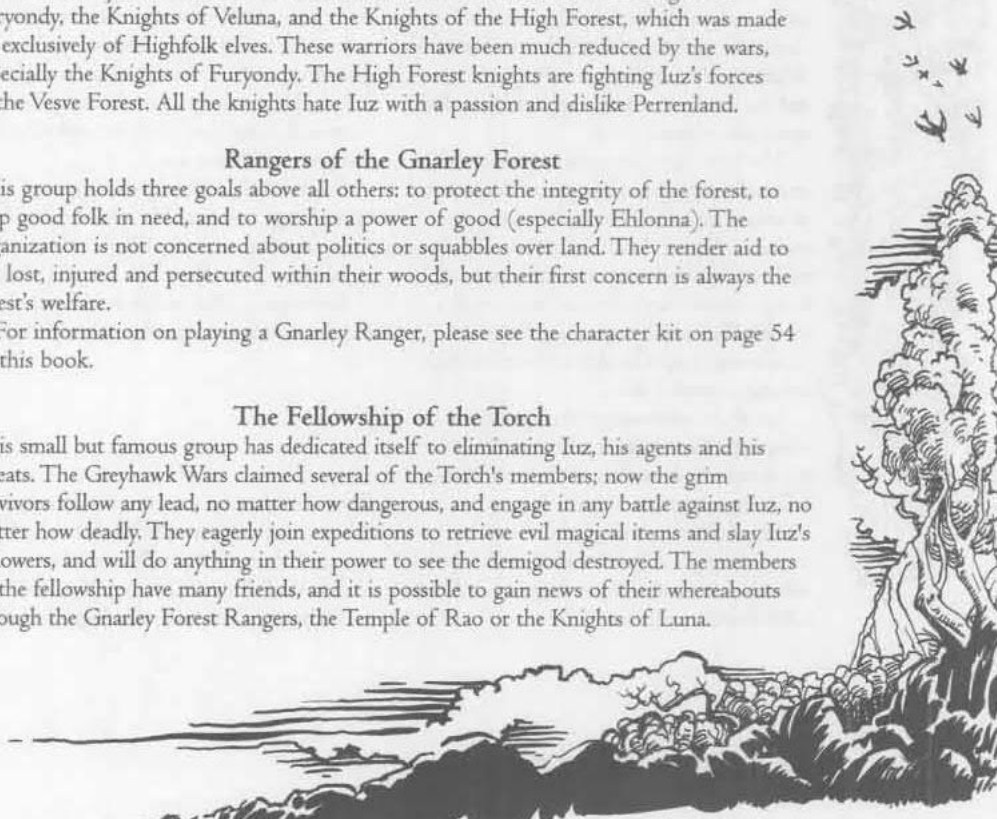 ryondy, the Knights of Veluna, and the Knights of the High Forest, which was made
exclusively of Highfolk elves. These warriors have been much reduced by the wars,
ecially the Knights of Furyondy. The High Forest knights are fighting Iuz's forces
the Vesve Forest. All the knights hate Iuz with a passion and dislike Perrenland.
Rangers of the Gnarley Forest
is group holds three goals above all others: to protect the integrity of the forest, to
p good folk in need, and to worship a power of good (especially Ehlonna). The
ganization is not concerned about politics or squabbles over land. They render aid to
lost, injured and persecuted within their woods, but their first concern is always the
est's welfare.
For information on playing a Gnarley Ranger, please see the character kit on page 54
this book.
The Fellowship of the Torch
is small but famous group has dedicated itself to eliminating Iuz, his agents and his
eats. The Greyhawk Wars claimed several of the Torch's members; now the grim
vivors follow any lead, no matter how dangerous, and engage in any battle against Iuz, no
tter how deadly. They eagerly join expeditions to retrieve evil magical items and slay Iuz's
owers, and will do anything in their power to see the demigod destroyed. The members
the fellowship have many friends, and it is possible to gain news of their whereabouts
ough the Gnarley Forest Rangers, the Temple of Rao or the Knights of Luna.